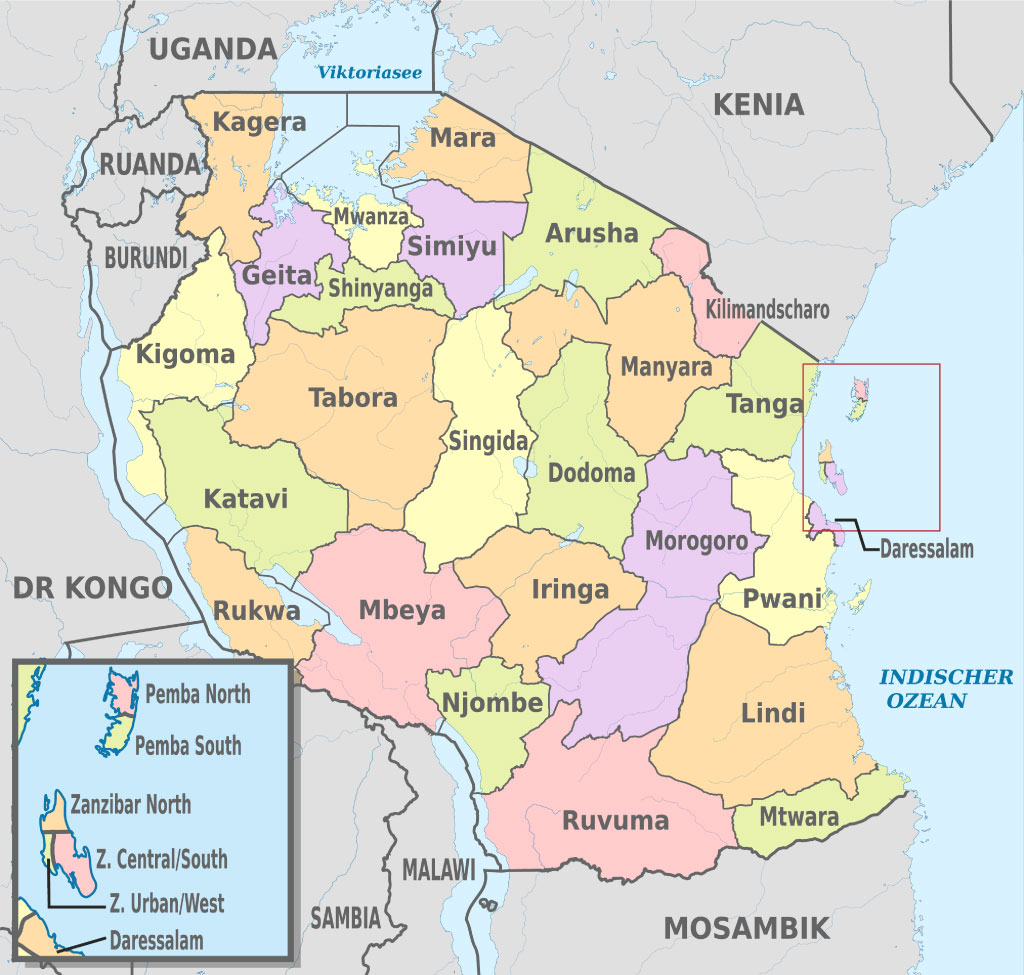 UGANDA
Viktoriasee
KENIA
Kagera
Mara
RUANDA
Mwanza
Arusha
Simiyu
BURUNDI
Geita
Shinyanga
Kilimandscharo
Kigoma
Manyara
Tabora
Tanga
Singida
Dodoma
Katavi
Morogoro
Daressalam
DR KONGO
Iringa
Pwani
Rukwa
Mbeya
INDISCHER
OZEAN
Njombe
Lindi
Pemba North
Pemba South
Zanzibar North
Ruvuma
Mtwara
Z. Central/South
MALAWI
Z. Urban/West
SAMBIA
MOSAMBIK
Daressalam